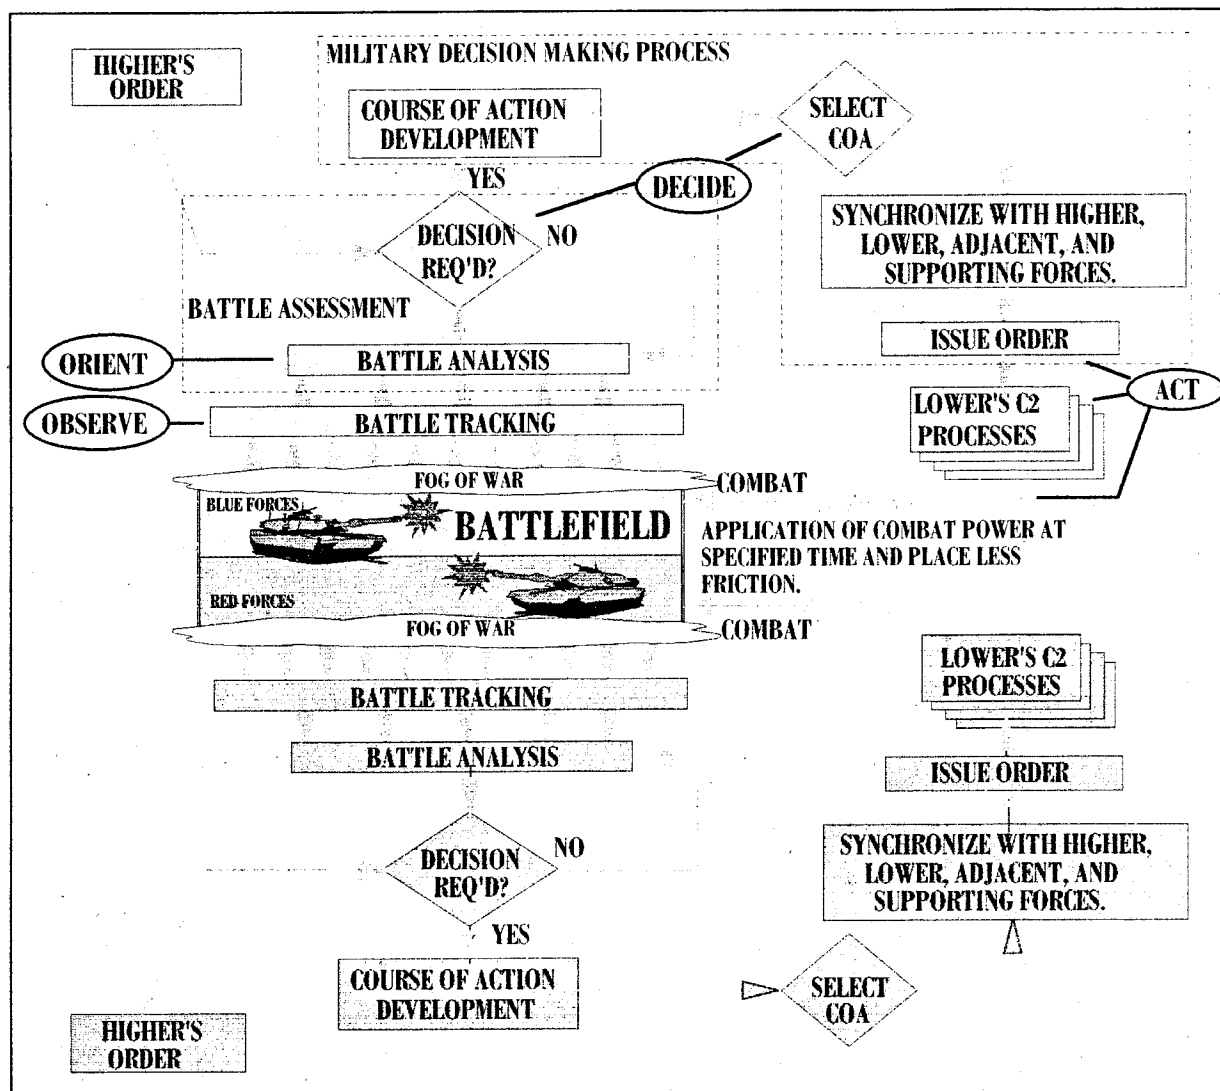 MILITARY DECISION MAKING PROCESS
HIGHER'S
ORDER
COURSE OF ACTION
DEVELOPMENT
SELECT
COA
YES
DECIDE
DECISION
REQ'D?
NO
SYNCHRONIZE WITH HIGHER,
LOWER, ADJACENT, AND
SUPPORTING FORCES.
BATTLE ASSESSMENT
ORIENT
BATTLE ANALYSIS
ISSUE ORDER
ACT
OBSERVE
BATTLE TRACKING
LOWER'S C2
PROCESSES
FOG OF WAR
COMBAT
BLUE FORCES
BATTLEFIELD
APPLICATION OF COMBAT POWER AT
SPECIFIED TIME AND PLACE LESS
FRICTION.
RED FORCES
FOG OF WAR
COMBAT
LOWER'S C2
PROCESSES
BATTLE TRACKING
BATTLE ANALYSIS
ISSUE ORDER
DECISION
REQ'D?
NO
SYNCHRONIZE WITH HIGHER,
LOWER, ADJACENT, AND
SUPPORTING FORCES.
YES
COURSE OF ACTION
DEVELOPMENT
SELECT
COA
HIGHER'S
ORDER